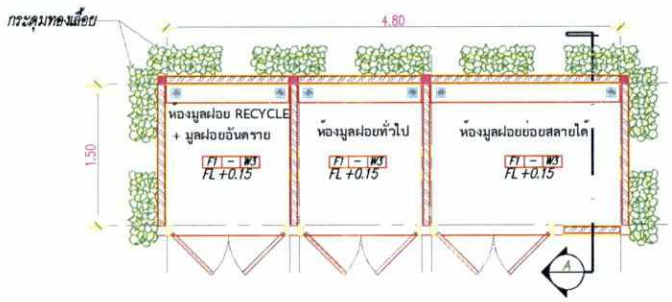 กระดุมทองเลื้อย
4.80
1.50
ห้องมูลฝอย RECYCLE
+ มูลฝอยอันตราย
F1 - W3
FL +0.15
ห้องมูลฝอยทั่วไป
F1 - W3
FL +0.15
ห้องมูลฝอยย่อยสลายได้
F1 - W3
FL +0.15
A